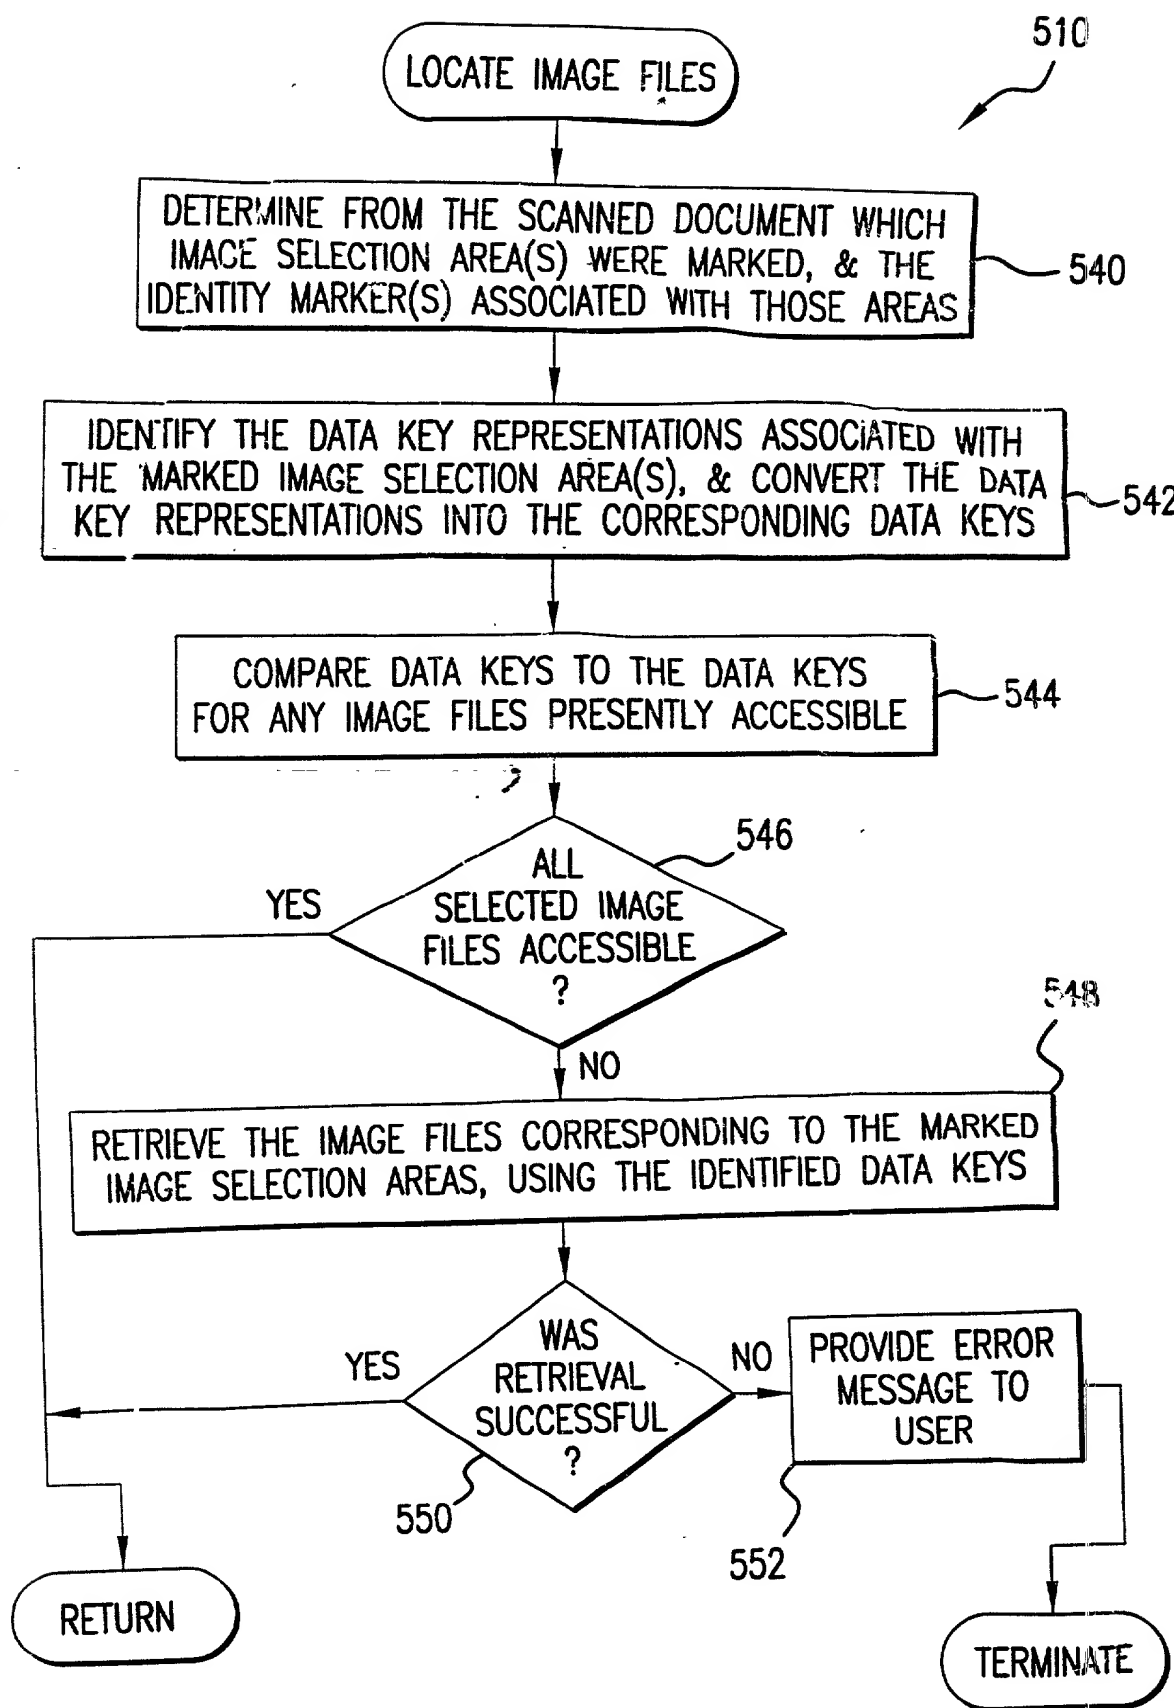 510
LOCATE IMAGE FILES
DETERMINE FROM THE SCANNED DOCUMENT WHICH
IMAGE SELECTION AREA(S) WERE MARKED, & THE
IDENTITY MARKER(S) ASSOCIATED WITH THOSE AREAS
540
IDENTIFY THE DATA KEY REPRESENTATIONS ASSOCIATED WITH
THE MARKED IMAGE SELECTION AREA(S), & CONVERT THE DATA
KEY REPRESENTATIONS INTO THE CORRESPONDING DATA KEYS
542
COMPARE DATA KEYS TO THE DATA KEYS
FOR ANY IMAGE FILES PRESENTLY ACCESSIBLE
544
546
ALL
SELECTED IMAGE
FILES ACCESSIBLE
?
YES
NO
548
RETRIEVE THE IMAGE FILES CORRESPONDING TO THE MARKED
IMAGE SELECTION AREAS, USING THE IDENTIFIED DATA KEYS
WAS
RETRIEVAL
SUCCESSFUL
?
YES
NO
550
PROVIDE ERROR
MESSAGE TO
USER
552
RETURN
TERMINATE